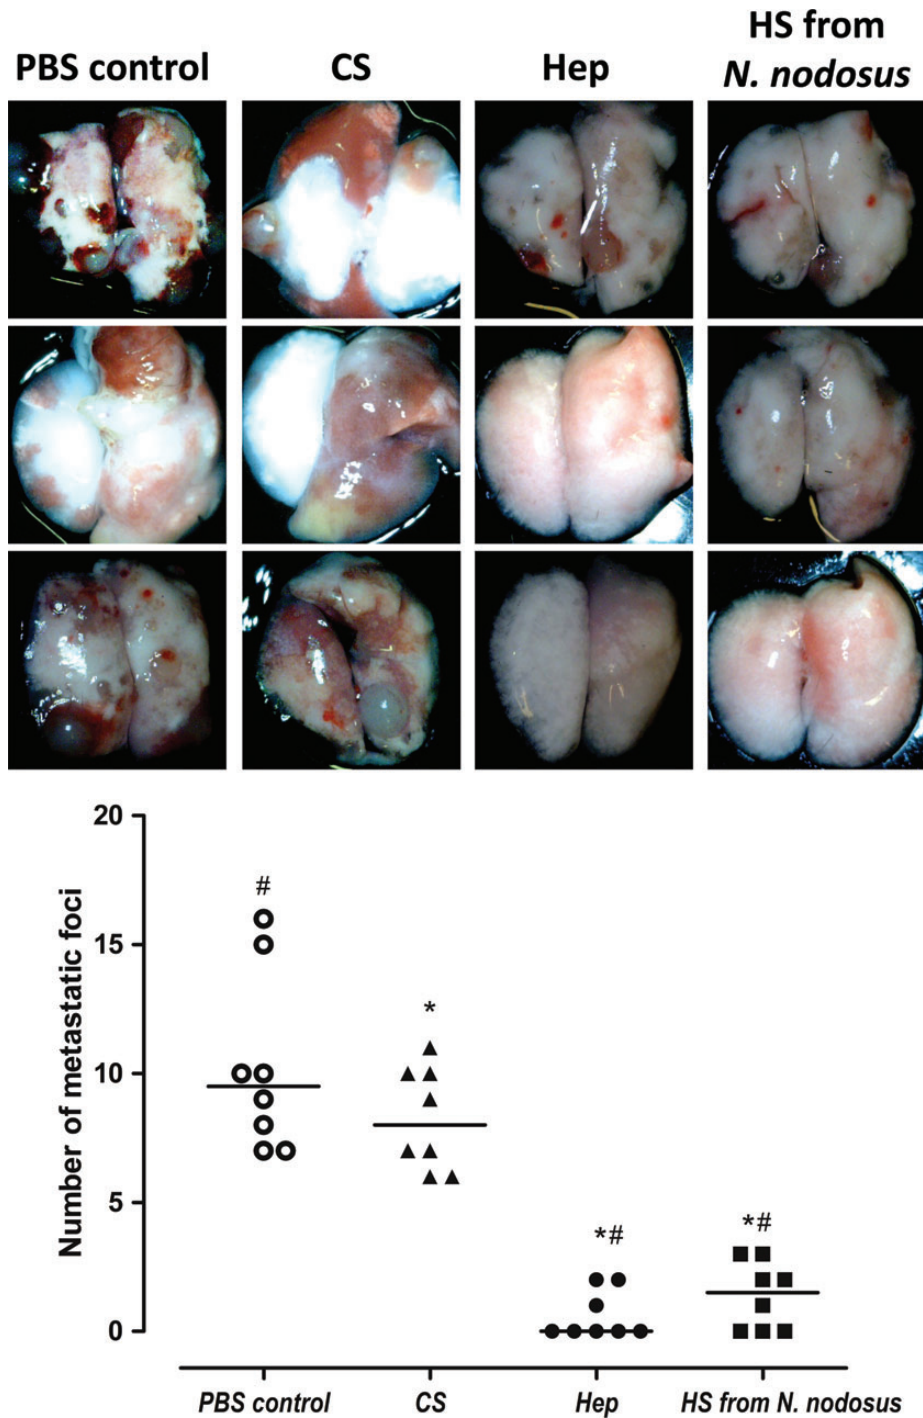 PBS control
CS
Hep
HS from
N. nodosus
Number of metastatic foci
20
15
10
5
0
#
*
*#
*#
PBS control
CS
Hep
HS from N. nodosus